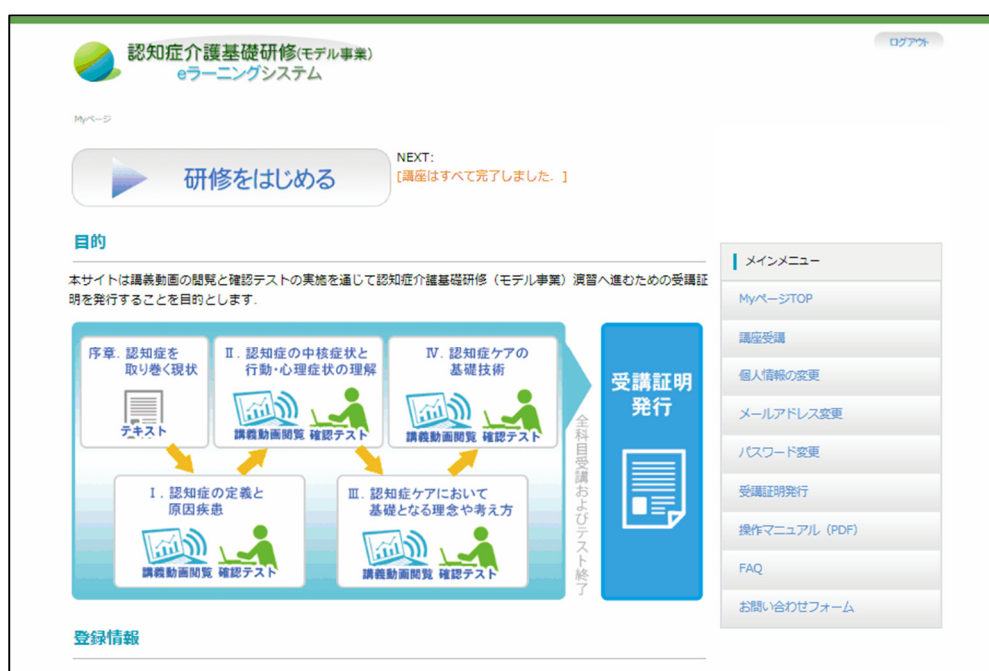 認知症介護基礎研修(モデル事業)
eラーニングシステム
ログアウト
Myページ
研修をはじめる
NEXT:
[講座はすべて完了しました. ]
目的
本サイトは講義動画の閲覧と確認テストの実施を通じて認知症介護基礎研修（モデル事業）演習へ進むための受講証
明を発行することを目的とします.
序章. 認知症を
取り巻く現状
テキスト
Ⅰ. 認知症の定義と
原因疾患
講義動画閲覧 確認テスト
Ⅱ. 認知症の中核症状と
行動・心理症状の理解
講義動画閲覧 確認テスト
Ⅲ. 認知症ケアにおいて
基礎となる理念や考え方
講義動画閲覧 確認テスト
Ⅳ. 認知症ケアの
基礎技術
講義動画閲覧 確認テスト
全科目受講およびテスト終了
受講証明
発行
登録情報
メインメニュー
MyページTOP
講座受講
個人情報の変更
メールアドレス変更
パスワード変更
受講証明発行
操作マニュアル（PDF）
FAQ
お問い合わせフォーム